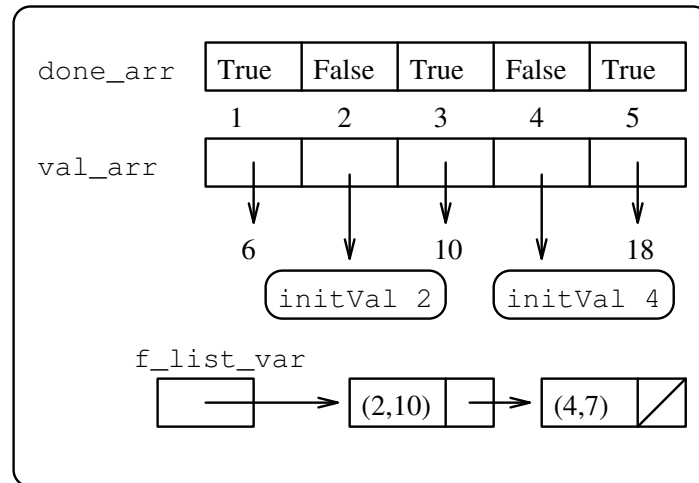 done_arr True False True False True
1 2 3 4 5
val_arr
6 10 18
initVal 2 initVal 4
f_list_var
(2,10) (4,7)